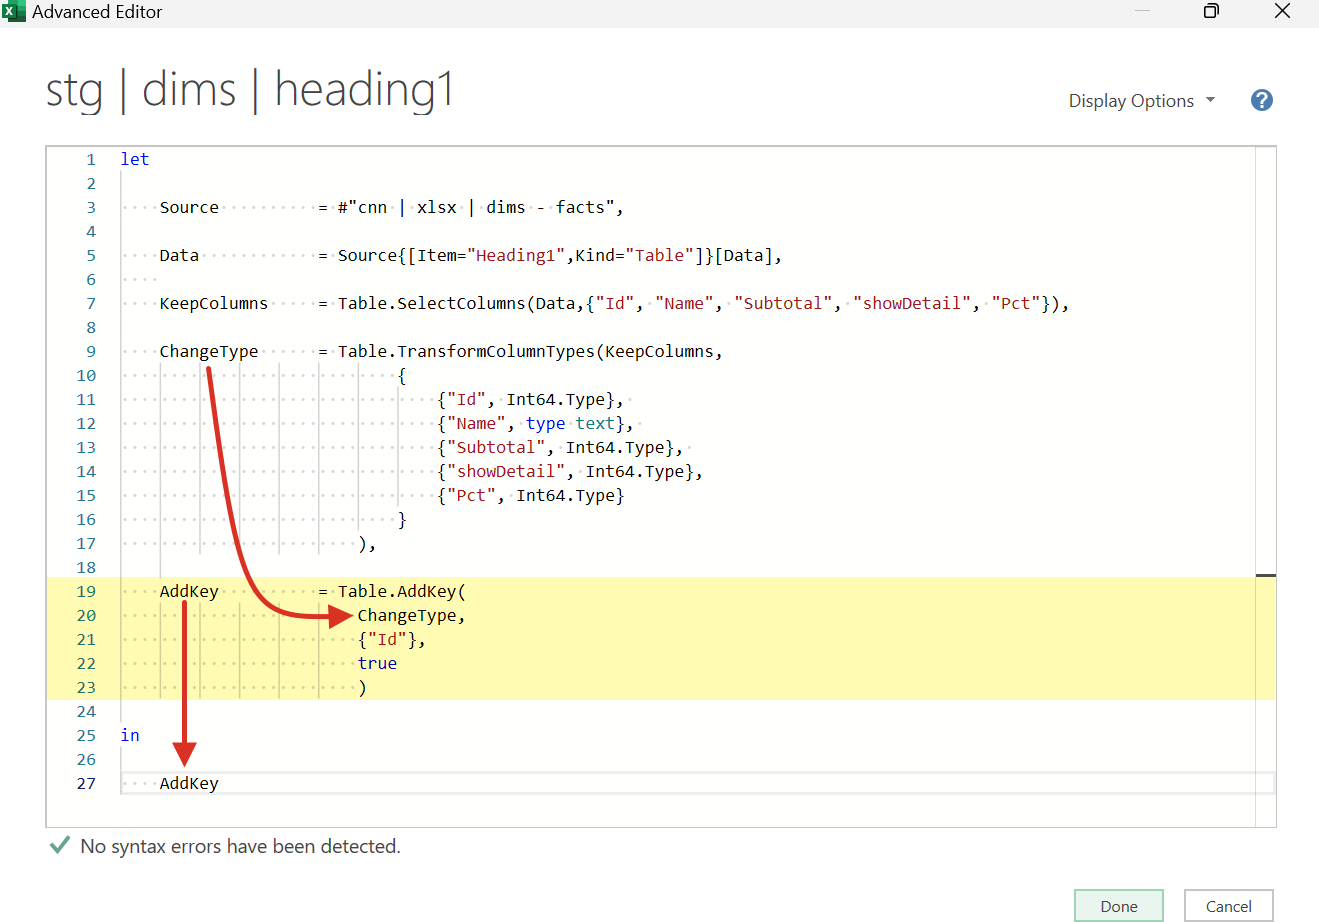 Advanced Editor
stg | dims | heading1
Display Options
?
1 let
2
3 Source = #"cnn | xlsx | dims - facts",
4
5 Data = Source{[Item="Heading1",Kind="Table"]}[Data],
6
7 KeepColumns = Table.SelectColumns(Data,{"Id", "Name", "Subtotal", "showDetail", "Pct"}),
8
9 ChangeType = Table.TransformColumnTypes(KeepColumns,
10 {
11 {"Id", Int64.Type},
12 {"Name", type text},
13 {"Subtotal", Int64.Type},
14 {"showDetail", Int64.Type},
15 {"Pct", Int64.Type}
16 }
17 ),
18
19 AddKey = Table.AddKey(
20 ChangeType,
21 {"Id"},
22 true
23 )
24
25 in
26
27 AddKey
No syntax errors have been detected.
Done Cancel